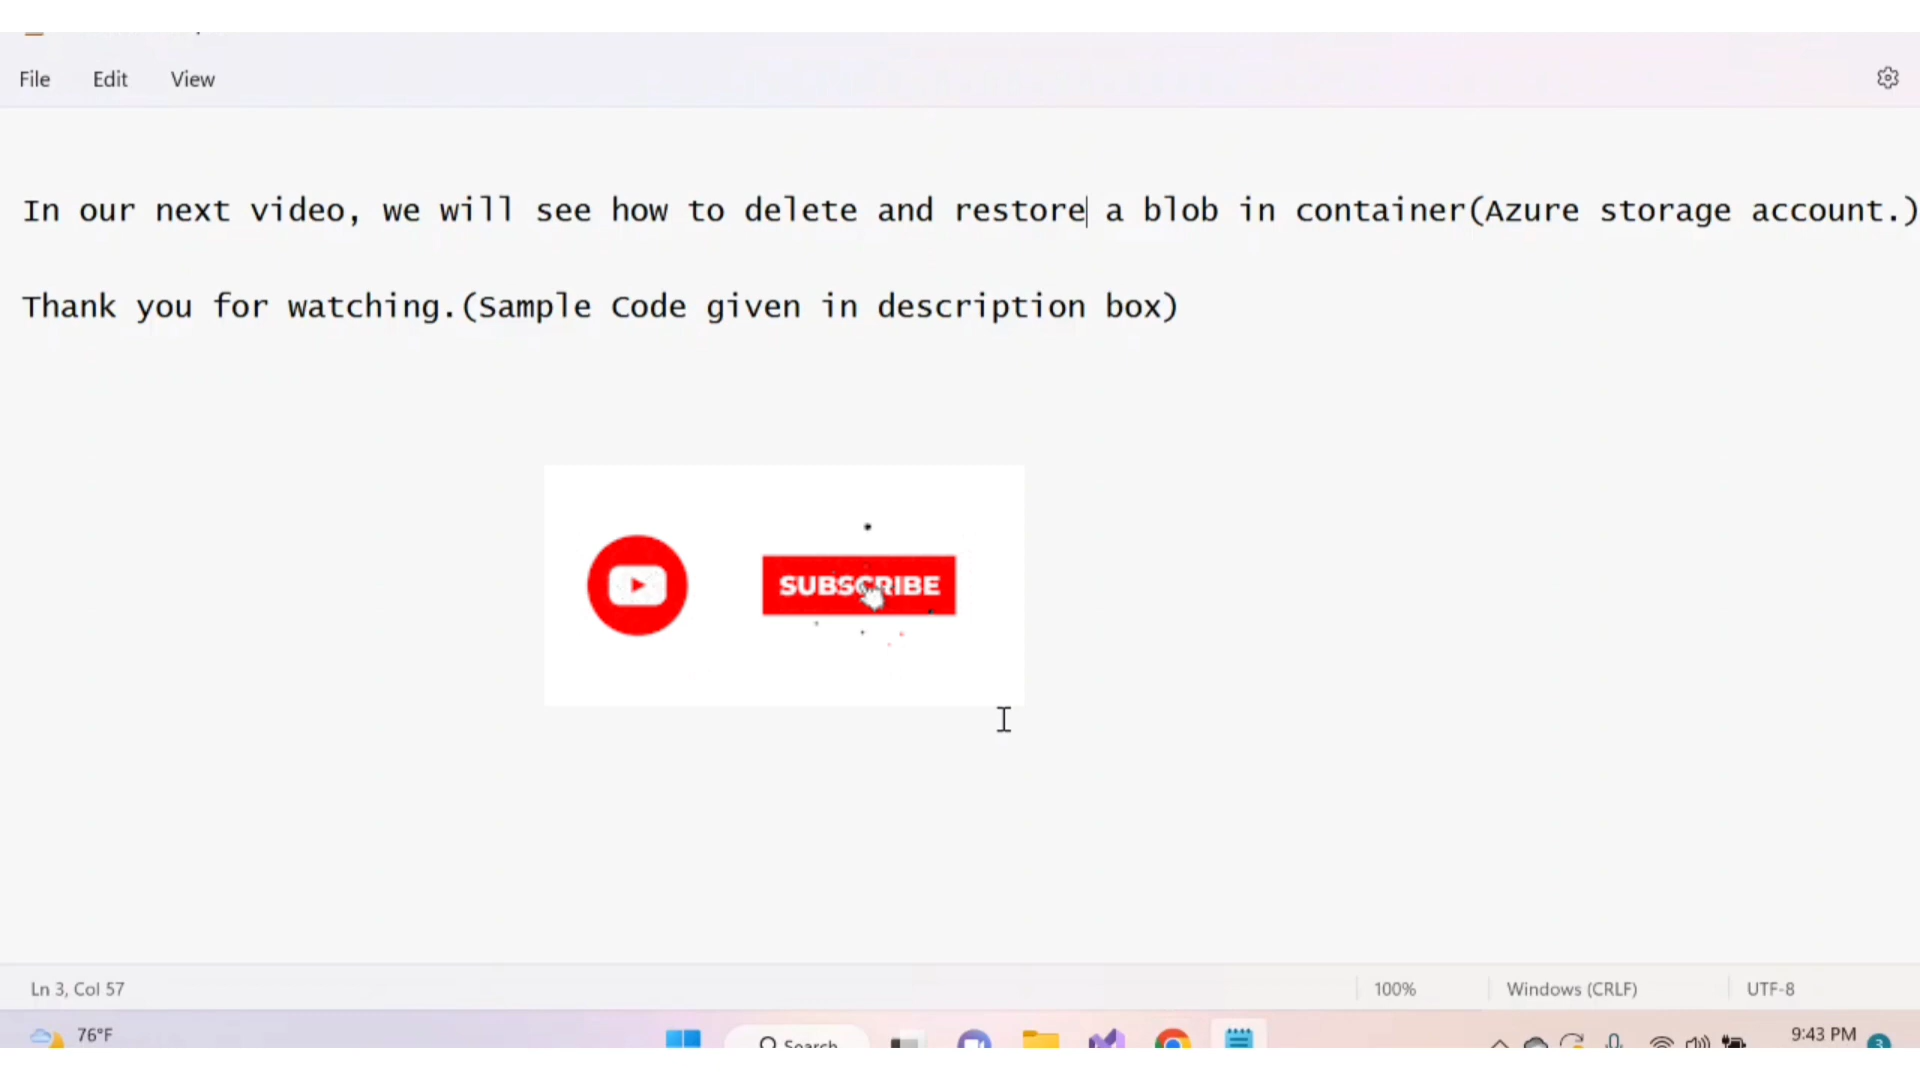 File Edit View
In our next video, we will see how to delete and restore a blob in container(Azure storage account.)
Thank you for watching.(Sample Code given in description box)
SUBSCRIBE
Ln 3, Col 57 100% Windows (CRLF) UTF-8
76°F Search 9:43 PM 3